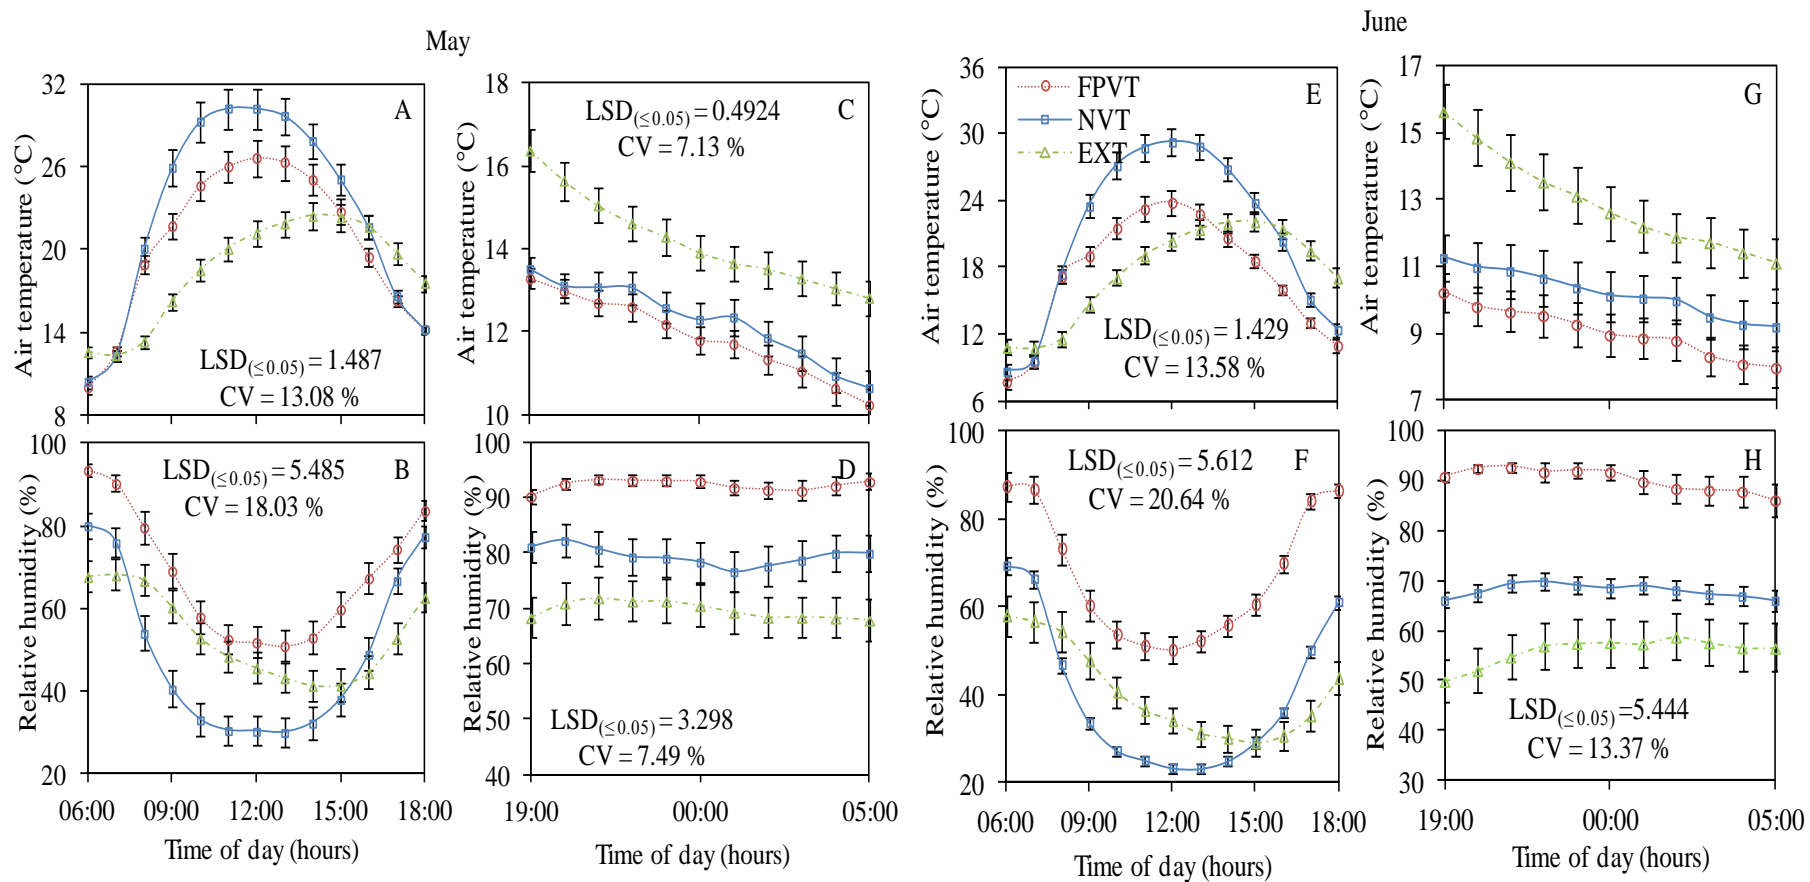 May
June
32
26
20
14
8
Air temperature (°C)
A
LSD(≤0.05) = 1.487
CV = 13.08 %
18
16
14
12
10
Air temperature (°C)
C
LSD(≤0.05) = 0.4924
CV = 7.13 %
36
30
24
18
12
6
Air temperature (°C)
FPVT
NVT
EXT
E
LSD(≤0.05) = 1.429
CV = 13.58 %
17
15
13
11
9
7
Air temperature (°C)
G
100
80
60
40
20
Relative humidity (%)
B
LSD(≤0.05) = 5.485
CV = 18.03 %
06:00 09:00 12:00 15:00 18:00
Time of day (hours)
100
90
80
70
60
50
40
Relative humidity (%)
D
LSD(≤0.05) = 3.298
CV = 7.49 %
19:00 00:00 05:00
Time of day (hours)
100
80
60
40
20
Relative humidity (%)
F
LSD(≤0.05) = 5.612
CV = 20.64 %
06:00 09:00 12:00 15:00 18:00
Time of day (hours)
100
90
80
70
60
50
40
30
Relative humidity (%)
H
LSD(≤0.05) =5.444
CV = 13.37 %
19:00 00:00 05:00
Time of day (hours)